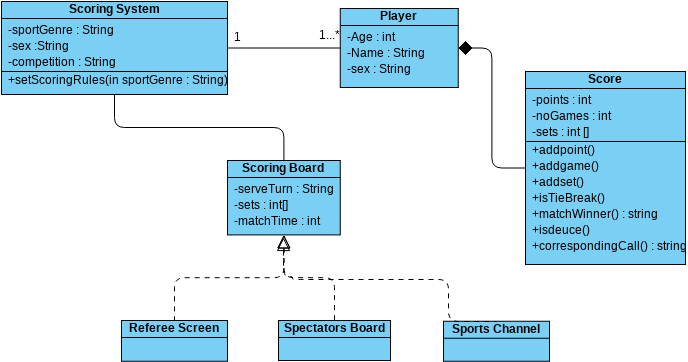 Scoring System
-sportGenre : String
-sex :String
-competition : String
+setScoringRules(in sportGenre : String)
1
1...*
Player
-Age : int
-Name : String
-sex : String
Score
-points : int
-noGames : int
-sets : int []
+addpoint()
+addgame()
+addset()
+isTieBreak()
+matchWinner() : string
+isdeuce()
+correspondingCall() : string
Scoring Board
-serveTurn : String
-sets : int[]
-matchTime : int
Referee Screen
Spectators Board
Sports Channel